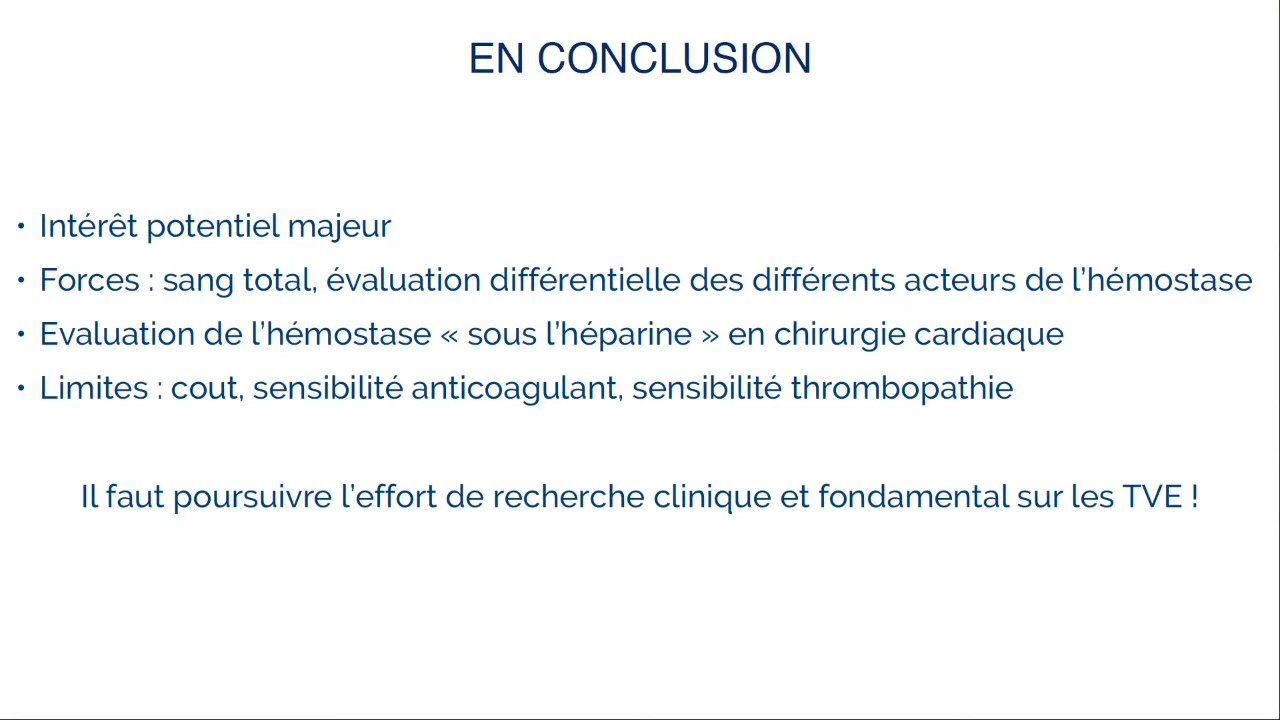 EN CONCLUSION
• Intérêt potentiel majeur
• Forces : sang total, évaluation différentielle des différents acteurs de l’hémostase
• Evaluation de l’hémostase « sous l’héparine » en chirurgie cardiaque
• Limites : cout, sensibilité anticoagulant, sensibilité thrombopathie
Il faut poursuivre l’effort de recherche clinique et fondamental sur les TVE !